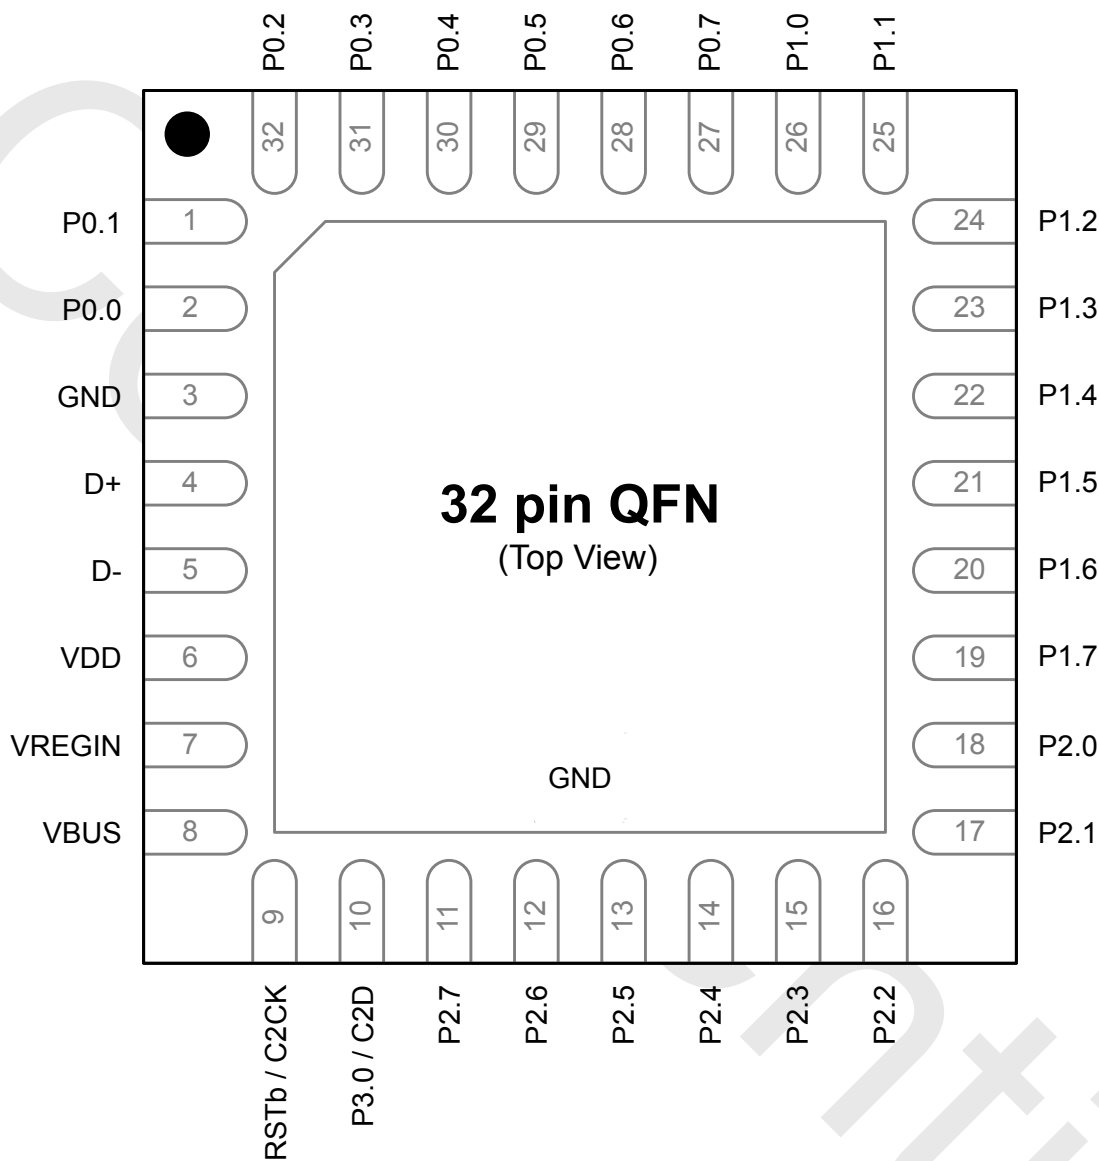 P0.2 P0.3 P0.4 P0.5 P0.6 P0.7 P1.0 P1.1
32 31 30 29 28 27 26 25
P0.1 1 24 P1.2
P0.0 2 23 P1.3
GND 3 22 P1.4
D+ 4 21 P1.5
32 pin QFN
(Top View)
D- 5 20 P1.6
VDD 6 19 P1.7
VREGIN 7 18 P2.0
GND
VBUS 8 17 P2.1
9 10 11 12 13 14 15 16
RSTb / C2CK P3.0 / C2D P2.7 P2.6 P2.5 P2.4 P2.3 P2.2